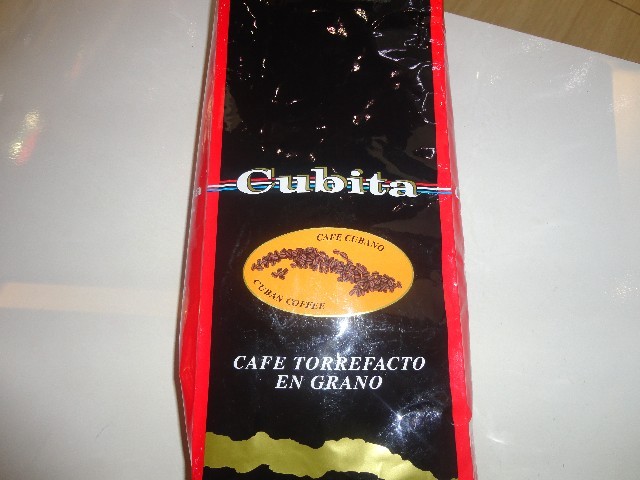 Cubita
CAFE CUBANO
CUBAN COFFEE
CAFE TORREFACTO
EN GRANO